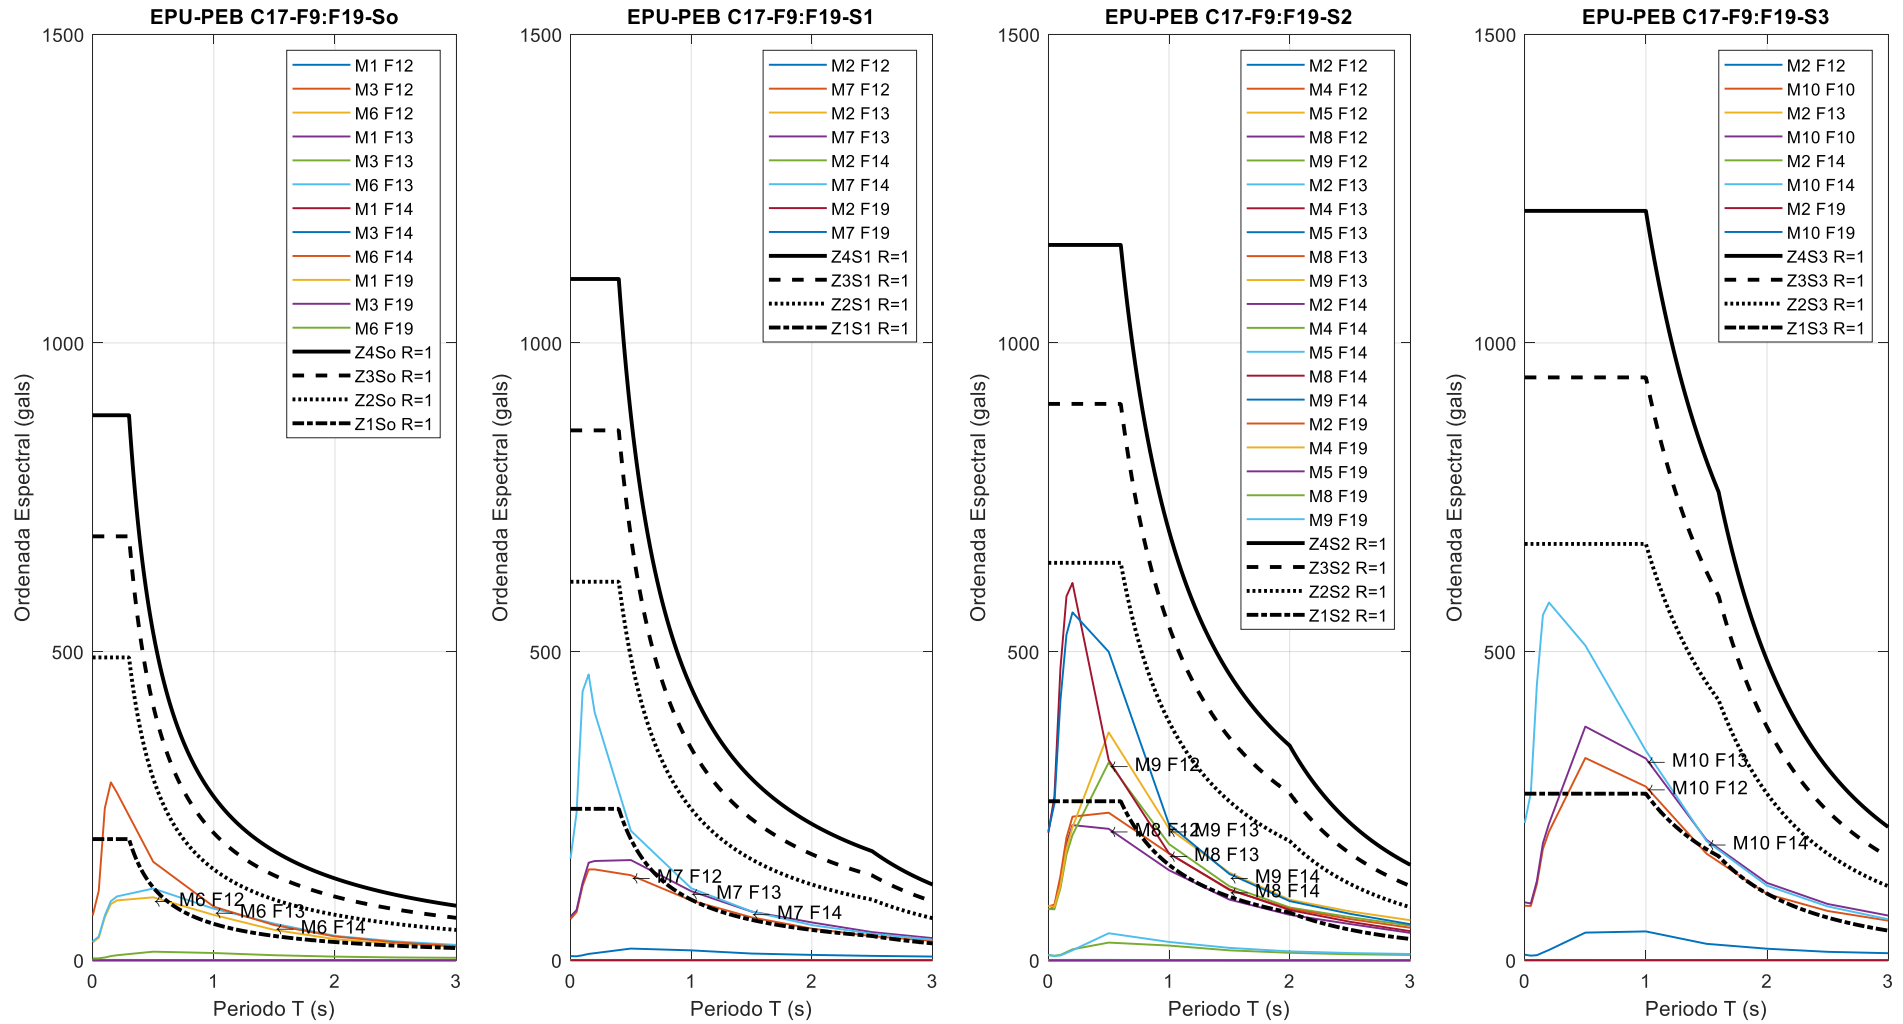 EPU-PEB C17-F9:F19-So
1500
1000
500
0
0
1
2
3
Ordenada Espectral (gals)
Periodo T (s)
M1 F12
M3 F12
M6 F12
M1 F13
M3 F13
M6 F13
M1 F14
M3 F14
M6 F14
M1 F19
M3 F19
M6 F19
Z4So R=1
Z3So R=1
Z2So R=1
Z1So R=1
← M6 F12
← M6 F13
← M6 F14
EPU-PEB C17-F9:F19-S1
1500
1000
500
0
0
1
2
3
Ordenada Espectral (gals)
Periodo T (s)
M2 F12
M7 F12
M2 F13
M7 F13
M2 F14
M7 F14
M2 F19
M7 F19
Z4S1 R=1
Z3S1 R=1
Z2S1 R=1
Z1S1 R=1
← M7 F12
← M7 F13
← M7 F14
EPU-PEB C17-F9:F19-S2
1500
1000
500
0
0
1
2
3
Ordenada Espectral (gals)
Periodo T (s)
M2 F12
M4 F12
M5 F12
M8 F12
M9 F12
M2 F13
M4 F13
M5 F13
M8 F13
M9 F13
M2 F14
M4 F14
M5 F14
M8 F14
M9 F14
M2 F19
M4 F19
M5 F19
M8 F19
M9 F19
Z4S2 R=1
Z3S2 R=1
Z2S2 R=1
Z1S2 R=1
← M9 F12
← M8 F12
← M9 F13
← M8 F13
← M9 F14
← M8 F14
EPU-PEB C17-F9:F19-S3
1500
1000
500
0
0
1
2
3
Ordenada Espectral (gals)
Periodo T (s)
M2 F12
M10 F10
M2 F13
M10 F10
M2 F14
M10 F14
M2 F19
M10 F19
Z4S3 R=1
Z3S3 R=1
Z2S3 R=1
Z1S3 R=1
← M10 F13
← M10 F12
← M10 F14